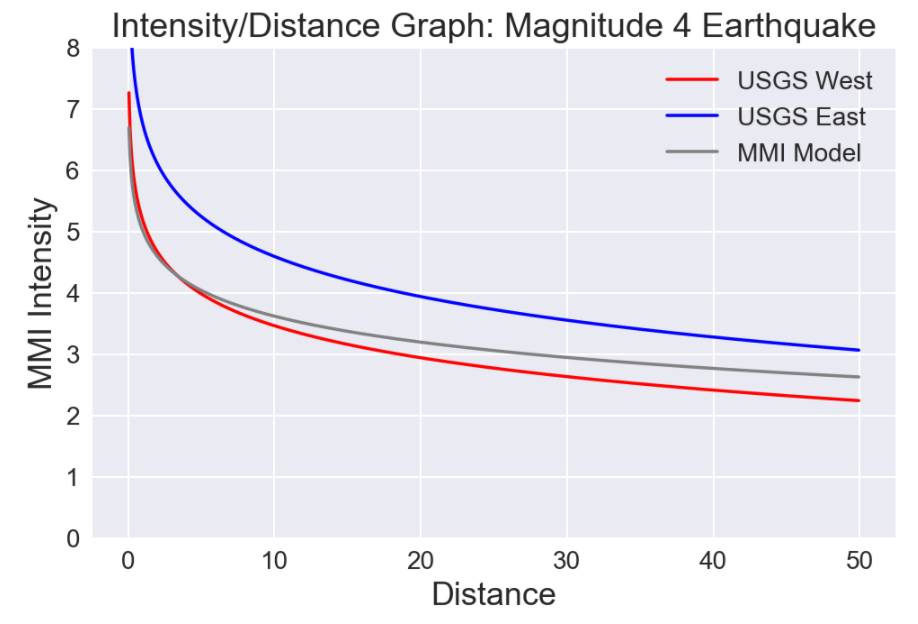 Intensity/Distance Graph: Magnitude 4 Earthquake
8
7
6
5
4
3
2
1
0
MMI Intensity
USGS West
USGS East
MMI Model
0 10 20 30 40 50
Distance